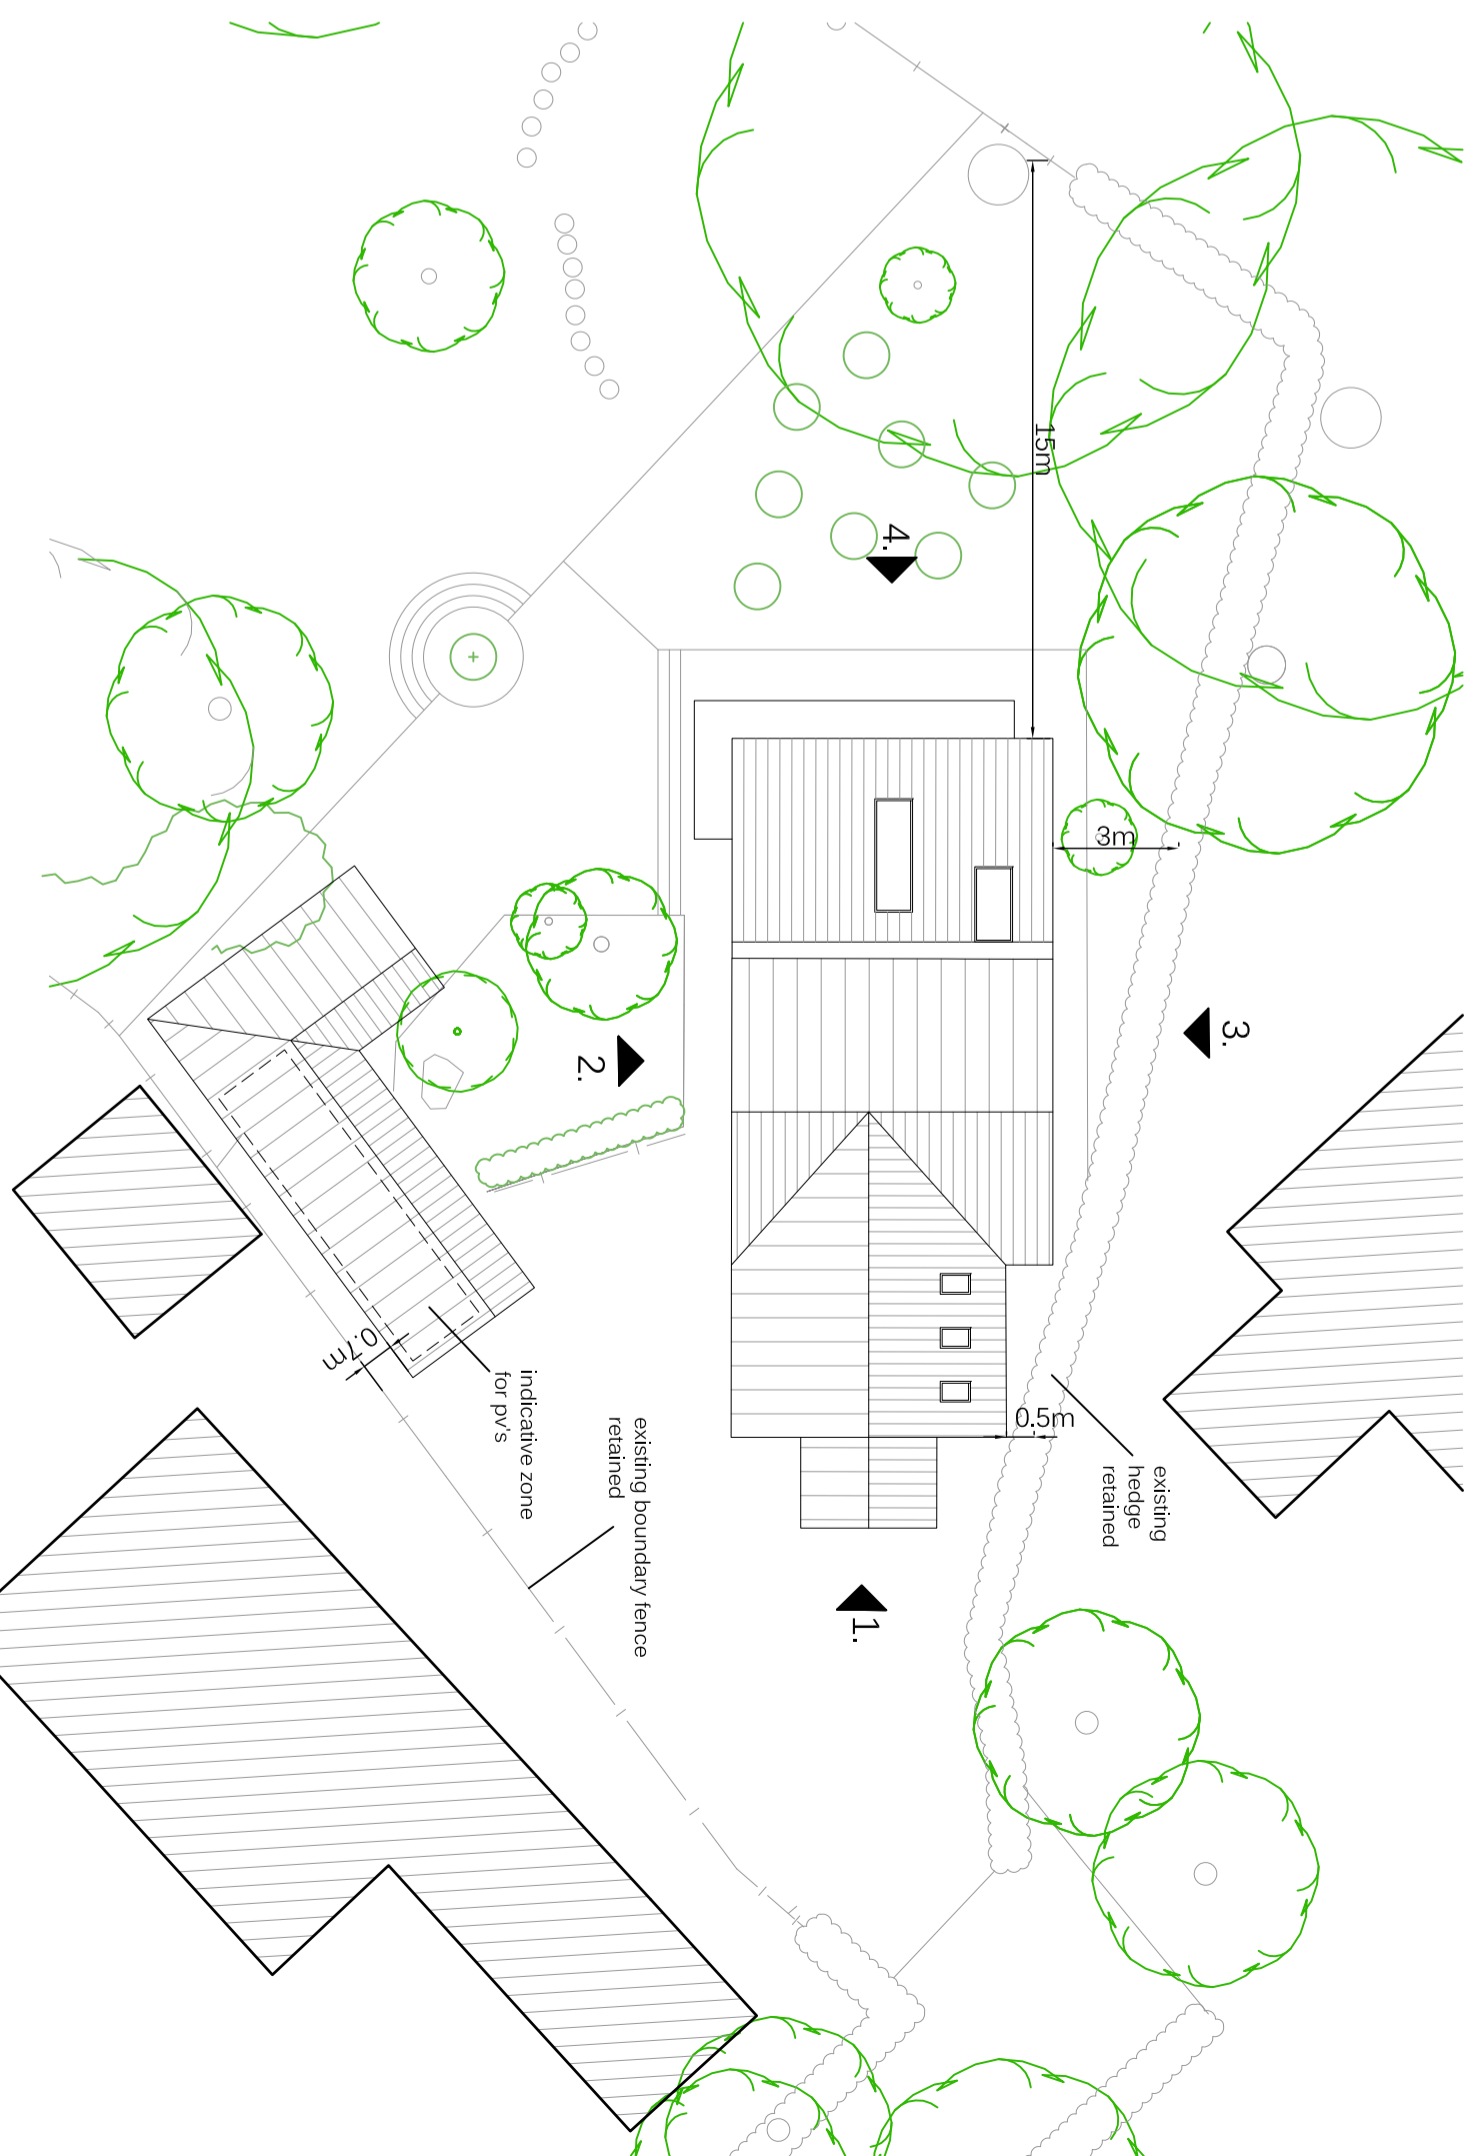 15m
4.
3m
3.
2.
0.7m
indicative zone
for pv's
existing boundary fence
retained
0.5m
existing
hedge
retained
1.